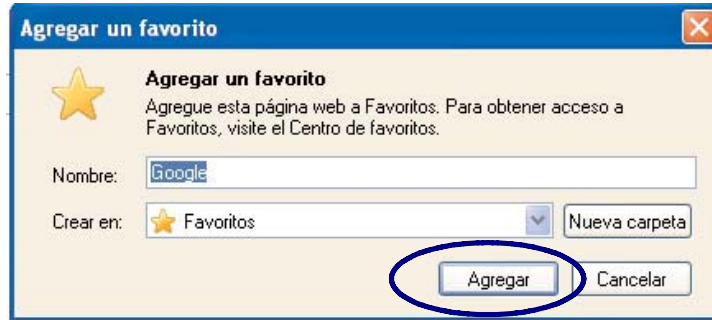 Agregar un favorito
Agregar un favorito
Agregue esta página web a Favoritos. Para obtener acceso a
Favoritos, visite el Centro de favoritos.
Nombre: Google
Crear en: Favoritos Nueva carpeta
Agregar Cancelar